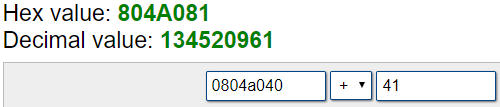 Hex value: 804A081
Decimal value: 134520961
0804a040 + 41